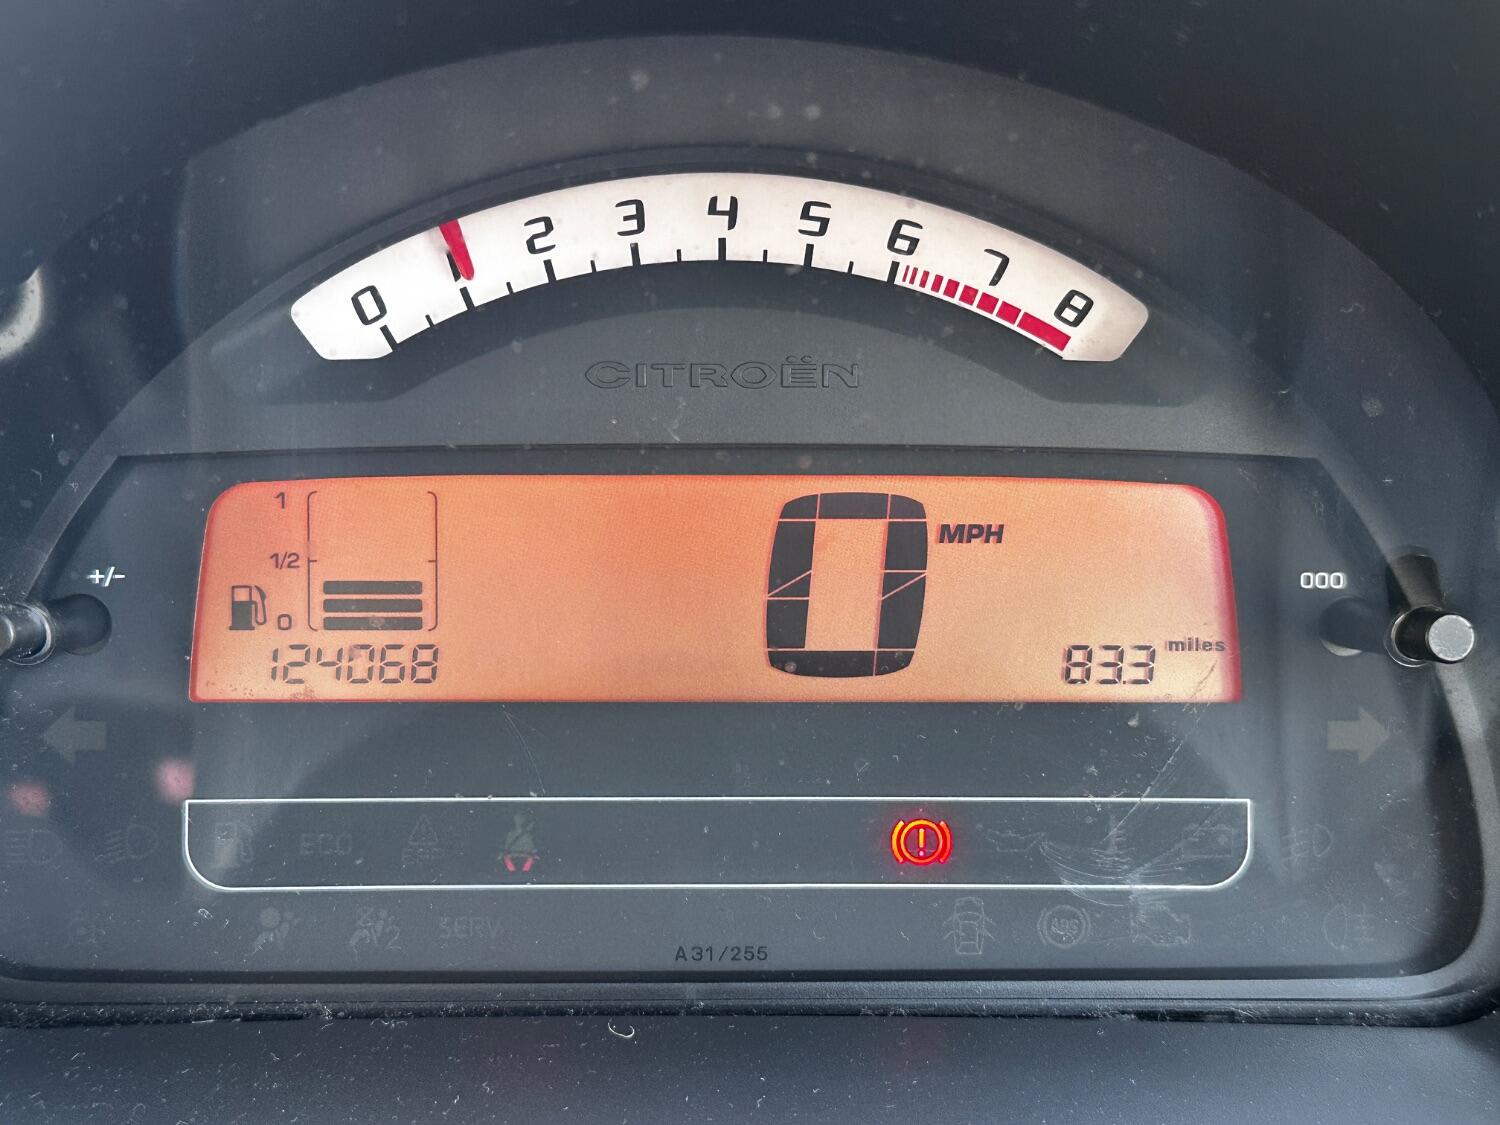 0 1 2 3 4 5 6 7 8
CITROËN
1
1/2
0
0 MPH
+/-
000
124068
83.3 miles
ECO
SERV
ABS
A31/255